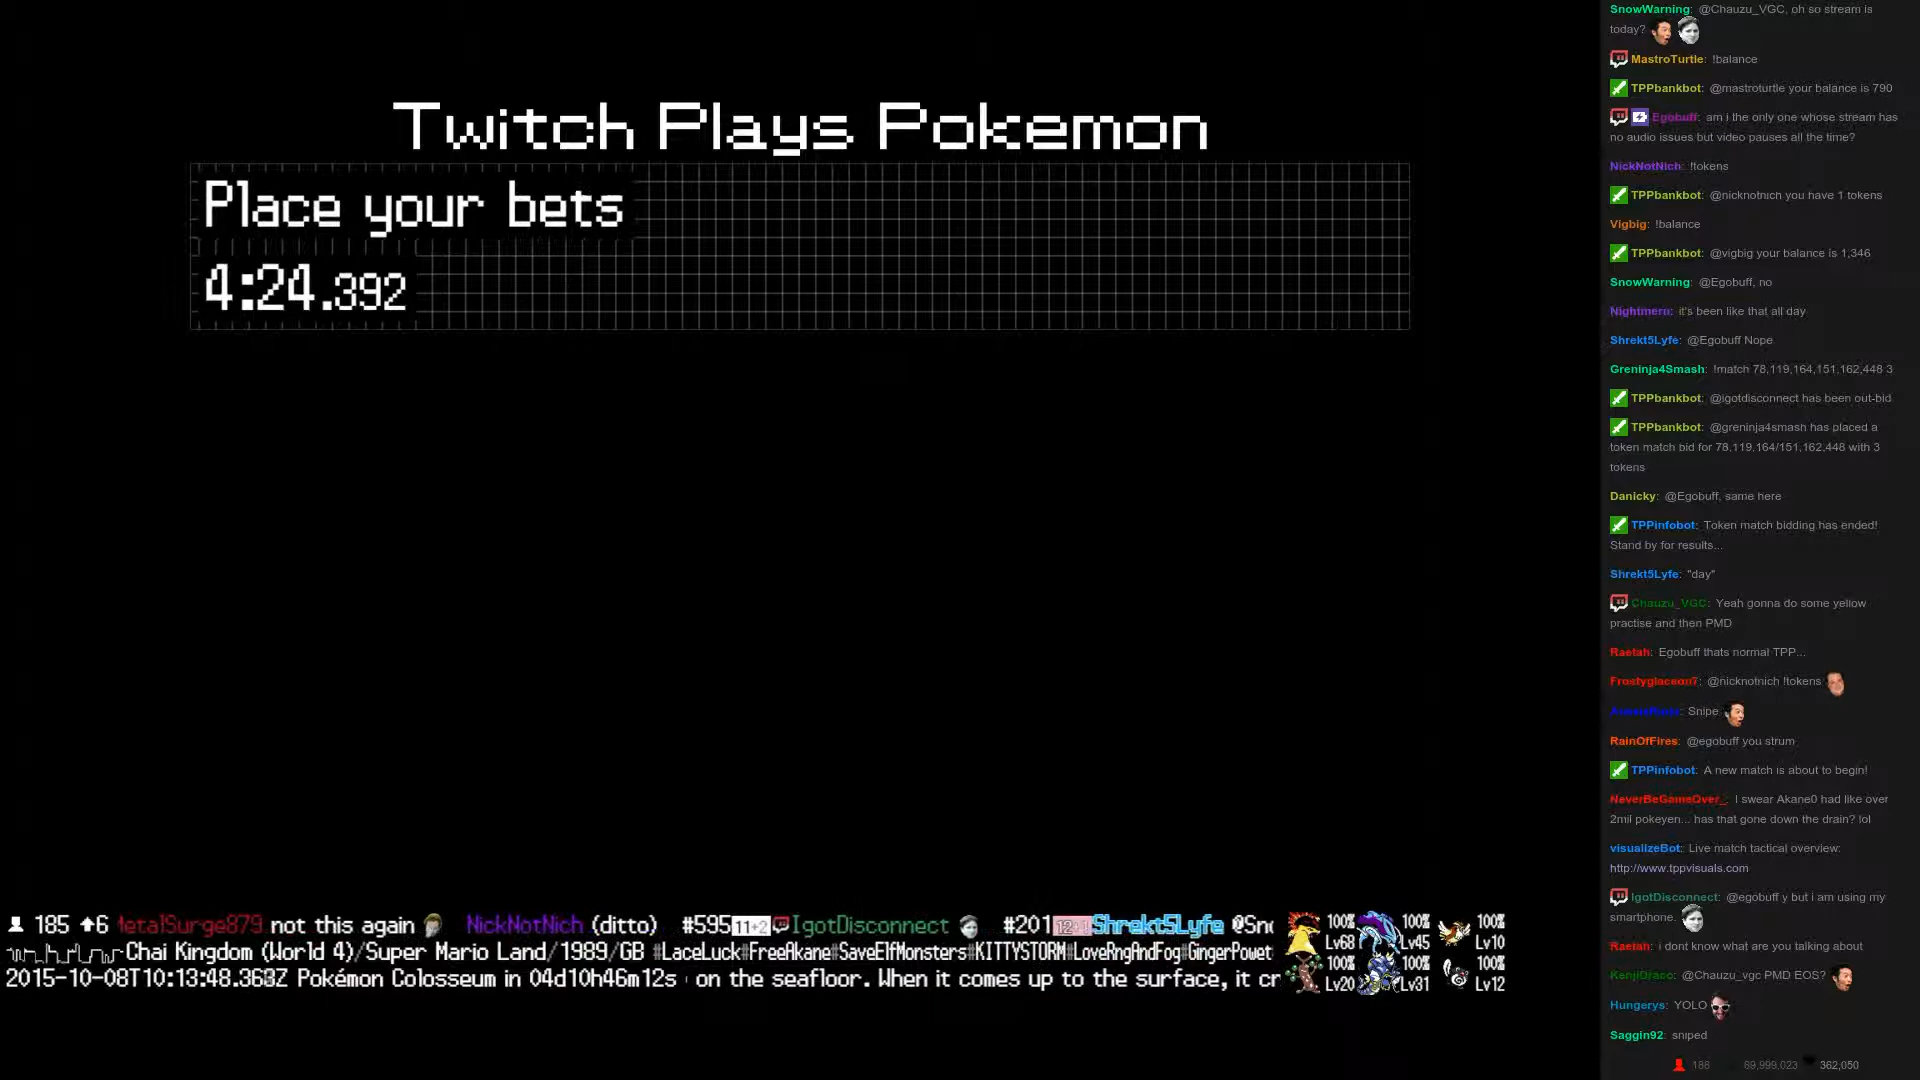 Twitch Plays Pokemon
Place your bets
4:24.392
185 6 etalSurge879 not this again NickNotNich (ditto) #595 11+2 IgotDisconnect #201 Shrekt5Lyfe @Sno
Chai Kingdom (World 4)/Super Mario Land/1989/GB #LaceLuck#FreeAkane#SaveElfMonsters#KITTYSTORM#LoveRngAndFog#GingerPowet
2015-10-08T10:13:48. Pokémon Colosseum in 04d10h46m12s on the seafloor. When it comes up to the surface, it cr
100% 100% 100%
Lv68 Lv45 Lv10
100% 100% 100%
Lv20 Lv31 Lv12
SnowWarning: @Chauzu_VGC, oh so stream is
today?
MastroTurtle: !balance
TPPbankbot: @mastroturtle your balance is 790
Egobuff: am i the only one whose stream has
no audio issues but video pauses all the time?
NickNotNich: !tokens
TPPbankbot: @nicknotnich you have 1 tokens
Vigbig: !balance
TPPbankbot: @vigbig your balance is 1,346
SnowWarning: @Egobuff, no
Nightmero: it's been like that all day
Shrekt5Lyfe: @Egobuff Nope
Greninja4Smash: !match 78,119,164,151,162,448 3
TPPbankbot: @igotdisconnect has been out-bid
TPPbankbot: @greninja4smash has placed a
token match bid for 78,119,164/151,162,448 with 3
tokens
Danicky: @Egobuff, same here
TPPinfobot: Token match bidding has ended!
Stand by for results...
Shrekt5Lyfe: "day"
Chauzu_VGC: Yeah gonna do some yellow
practise and then PMD
Raetah: Egobuff thats normal TPP...
Frostyglaceon7: @nicknotnich !tokens
Snipe
RainOfFires: @egobuff you strum
TPPinfobot: A new match is about to begin!
NeverBeGameOver_: I swear Akane0 had like over
2mil pokeyen... has that gone down the drain? lol
visualizeBot: Live match tactical overview:
http://www.tppvisuals.com
IgotDisconnect: @egobuff y but i am using my
smartphone.
Raetah: i dont know what are you talking about
KenjiDraco: @Chauzu_vgc PMD EOS?
Hungerys: YOLO
Saggin92: sniped
186 69,999,023 362,050